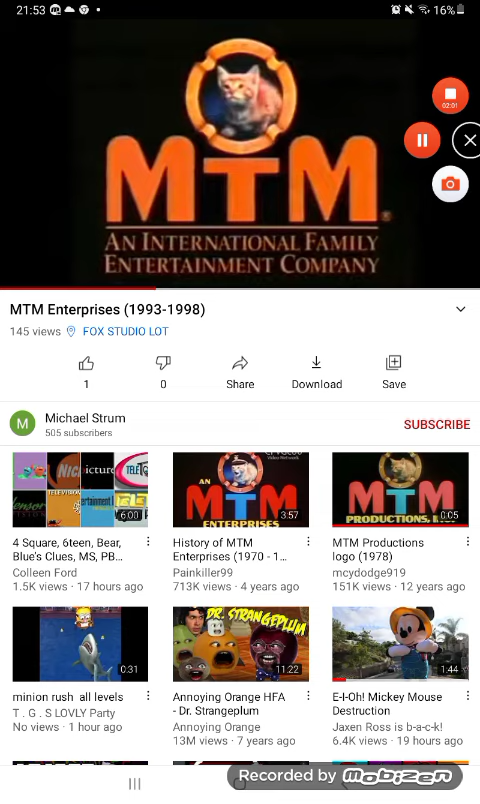 21:53
16%
02:01
MTM®
AN INTERNATIONAL FAMILY
ENTERTAINMENT COMPANY
MTM Enterprises (1993-1998)
145 views FOX STUDIO LOT
1 0 Share Download Save
M Michael Strum SUBSCRIBE
505 subscribers
6:00
AN
MTM
ENTERPRISES
3:57
MTM
PRODUCTIONS, INC.
0:05
4 Square, 6teen, Bear,
Blue's Clues, MS, PB...
Colleen Ford
1.5K views · 17 hours ago
History of MTM
Enterprises (1970 - 1...
Painkiller99
713K views · 4 years ago
MTM Productions
logo (1978)
mcydodge919
151K views · 12 years ago
0:31
DR. STRANGEPLUM
11:22
1:44
minion rush all levels
T . G . S LOVLY Party
No views · 1 hour ago
Annoying Orange HFA
- Dr. Strangeplum
Annoying Orange
13M views · 7 years ago
E-I-Oh! Mickey Mouse
Destruction
Jaxen Ross is b-a-c-k!
6.4K views · 19 hours ago
Recorded by MOBIZEN